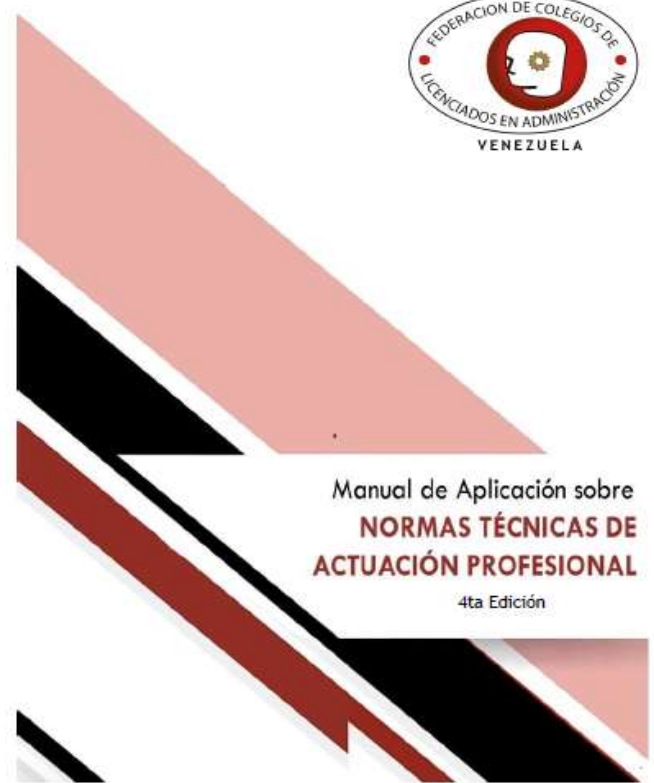 FEDERACION DE COLEGIOS DE
LICENCIADOS EN ADMINISTRACIÓN
VENEZUELA
Manual de Aplicación sobre
NORMAS TÉCNICAS DE
ACTUACIÓN PROFESIONAL
4ta Edición